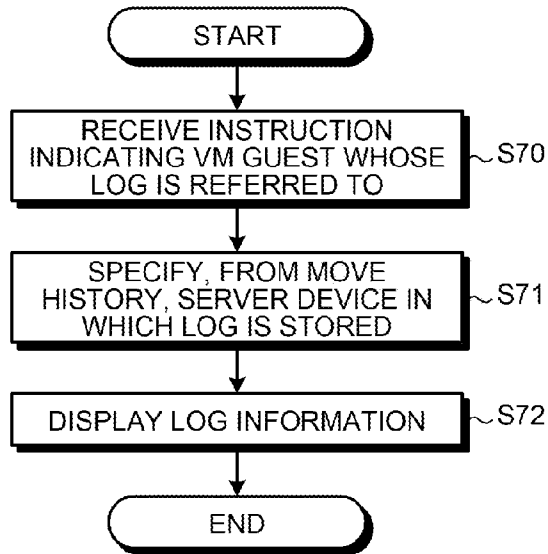 START
RECEIVE INSTRUCTION
INDICATING VM GUEST WHOSE
LOG IS REFERRED TO
S70
SPECIFY, FROM MOVE
HISTORY, SERVER DEVICE IN
WHICH LOG IS STORED
S71
DISPLAY LOG INFORMATION
S72
END